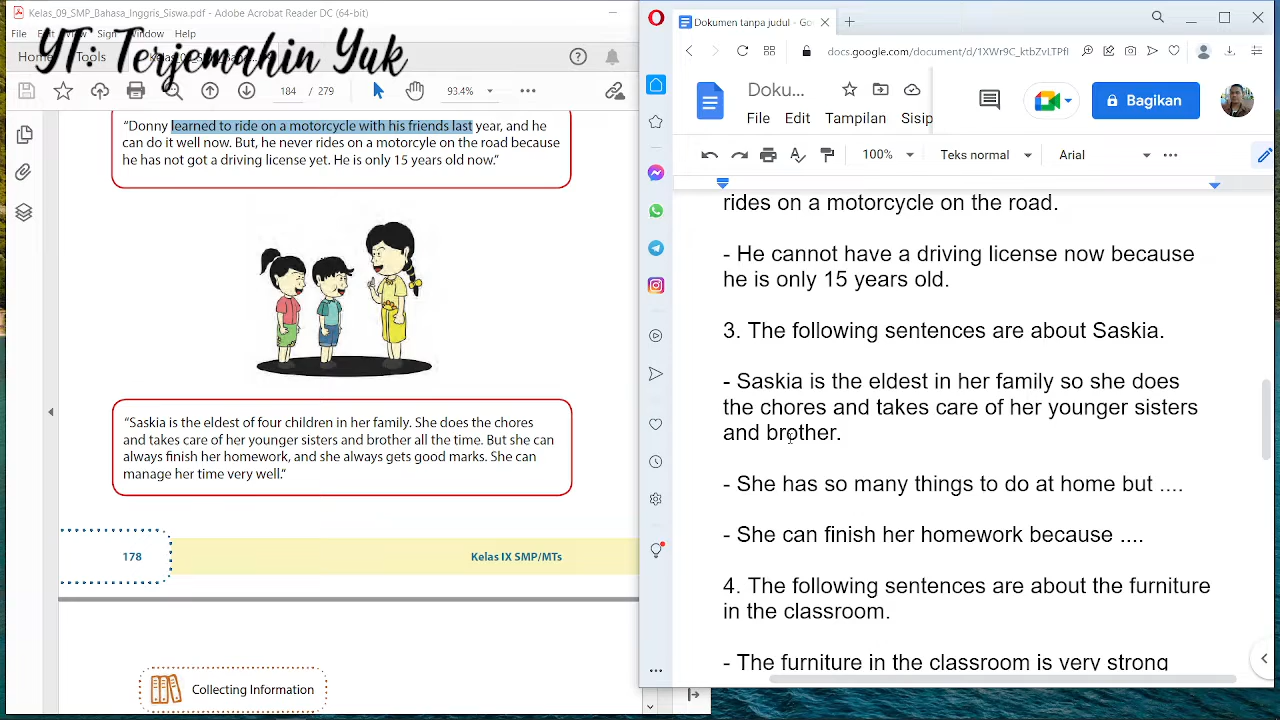 Kelas_09_SMP_Bahasa_Inggris_Siswa.pdf - Adobe Acrobat Reader DC (64-bit)
File Edit View Sign Window Help
YT: Terjemahin Yuk
Home Tools
184 / 279
93.4%
"Donny learned to ride on a motorcycle with his friends last year, and he
can do it well now. But, he never rides on a motorcyle on the road because
he has not got a driving license yet. He is only 15 years old now."
"Saskia is the eldest of four children in her family. She does the chores
and takes care of her younger sisters and brother all the time. But she can
always finish her homework, and she always gets good marks. She can
manage her time very well."
178
Kelas IX SMP/MTs
Collecting Information
Dokumen tanpa judul - Goo
docs.google.com/document/d/1XWr9C_ktbZvLTPfl
Doku...
Bagikan
File Edit Tampilan Sisip
100%
Teks normal
Arial
rides on a motorcycle on the road.
- He cannot have a driving license now because
he is only 15 years old.
3. The following sentences are about Saskia.
- Saskia is the eldest in her family so she does
the chores and takes care of her younger sisters
and brother.
- She has so many things to do at home but ....
- She can finish her homework because ....
4. The following sentences are about the furniture
in the classroom.
- The furniture in the classroom is very strong